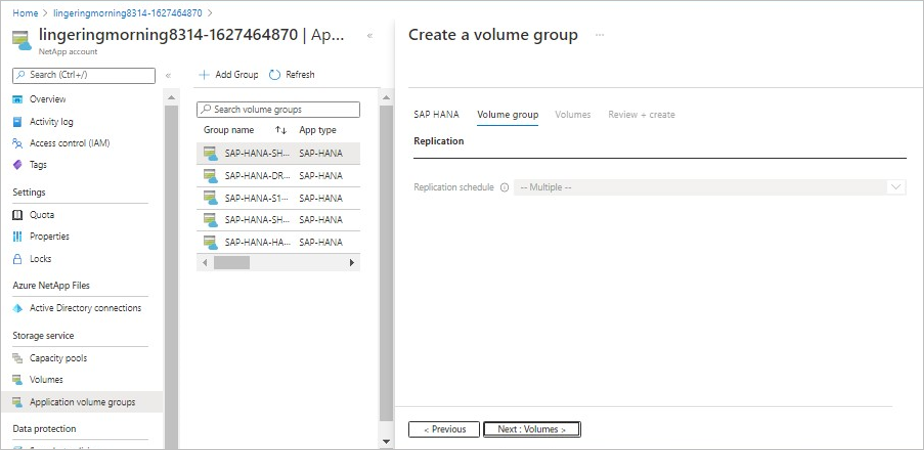 Home > lingeringmorning8314-1627464870 >
lingeringmorning8314-1627464870 | Ap...
NetApp account
Search (Ctrl+/)
Overview
Activity log
Access control (IAM)
Tags
Settings
Quota
Properties
Locks
Azure NetApp Files
Active Directory connections
Storage service
Capacity pools
Volumes
Application volume groups
Data protection
Add Group Refresh
Search volume groups
Group name App type
SAP-HANA-SH... SAP-HANA
SAP-HANA-DR... SAP-HANA
SAP-HANA-S1... SAP-HANA
SAP-HANA-SH... SAP-HANA
SAP-HANA-HA... SAP-HANA
Create a volume group ...
SAP HANA Volume group Volumes Review + create
Replication
Replication schedule -- Multiple --
< Previous Next : Volumes >